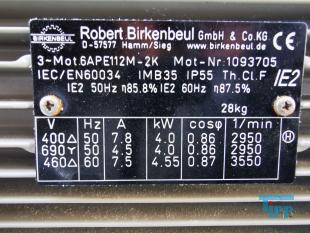 BIRKENBEUL
Robert Birkenbeul GmbH & Co.KG
D-57577 Hamm/Sieg www.birkenbeul.de
CE
3~Mot.6APE112M-2K Mot-Nr:1093705
IEC/EN60034 IMB35 IP55 Th.Cl.F IE2
IE2 50Hz η85.8% IE2 60Hz η87.5%
28kg
V Hz A kW cosφ 1/min
400△ 50 7.8 4.0 0.86 2950
690Y 50 4.5 4.0 0.86 2950
460△ 60 7.5 4.55 0.87 3550
H